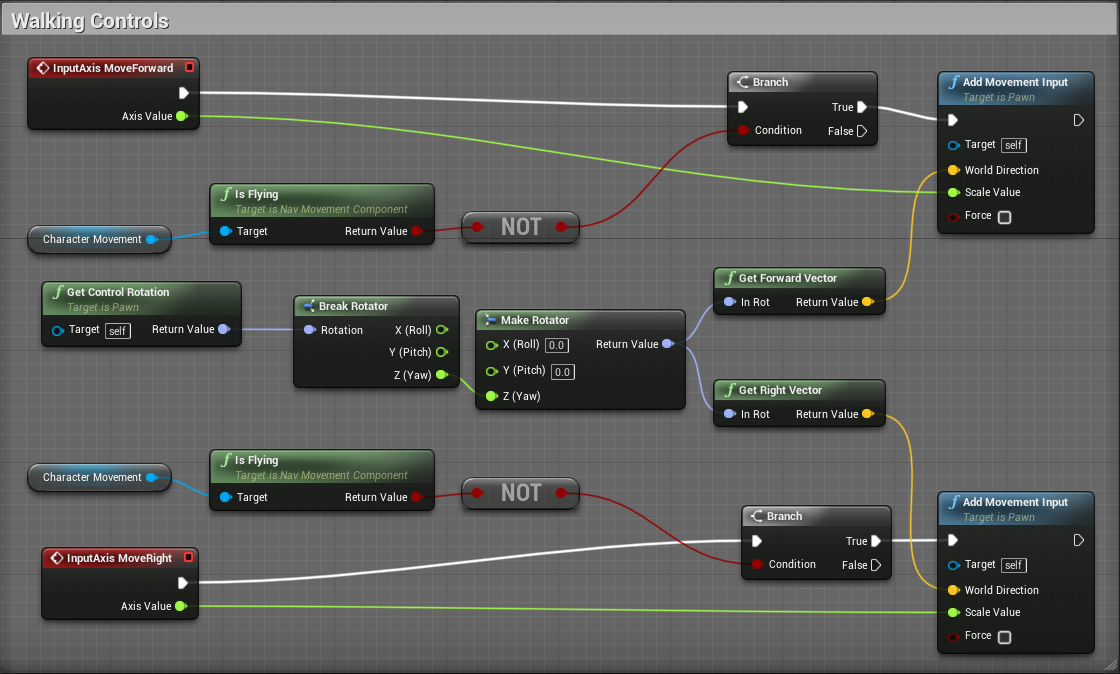 Walking Controls
InputAxis MoveForward
Axis Value
Branch
True
Condition
False
Add Movement Input
Target is Pawn
Target self
World Direction
Scale Value
Force
Is Flying
Target is Nav Movement Component
Target
Return Value
NOT
Character Movement
Get Control Rotation
Target is Pawn
Target self
Return Value
Break Rotator
Rotation
X (Roll)
Y (Pitch)
Z (Yaw)
Make Rotator
X (Roll) 0.0
Return Value
Y (Pitch) 0.0
Z (Yaw)
Get Forward Vector
In Rot
Return Value
Get Right Vector
In Rot
Return Value
Character Movement
Is Flying
Target is Nav Movement Component
Target
Return Value
NOT
InputAxis MoveRight
Axis Value
Branch
True
Condition
False
Add Movement Input
Target is Pawn
Target self
World Direction
Scale Value
Force